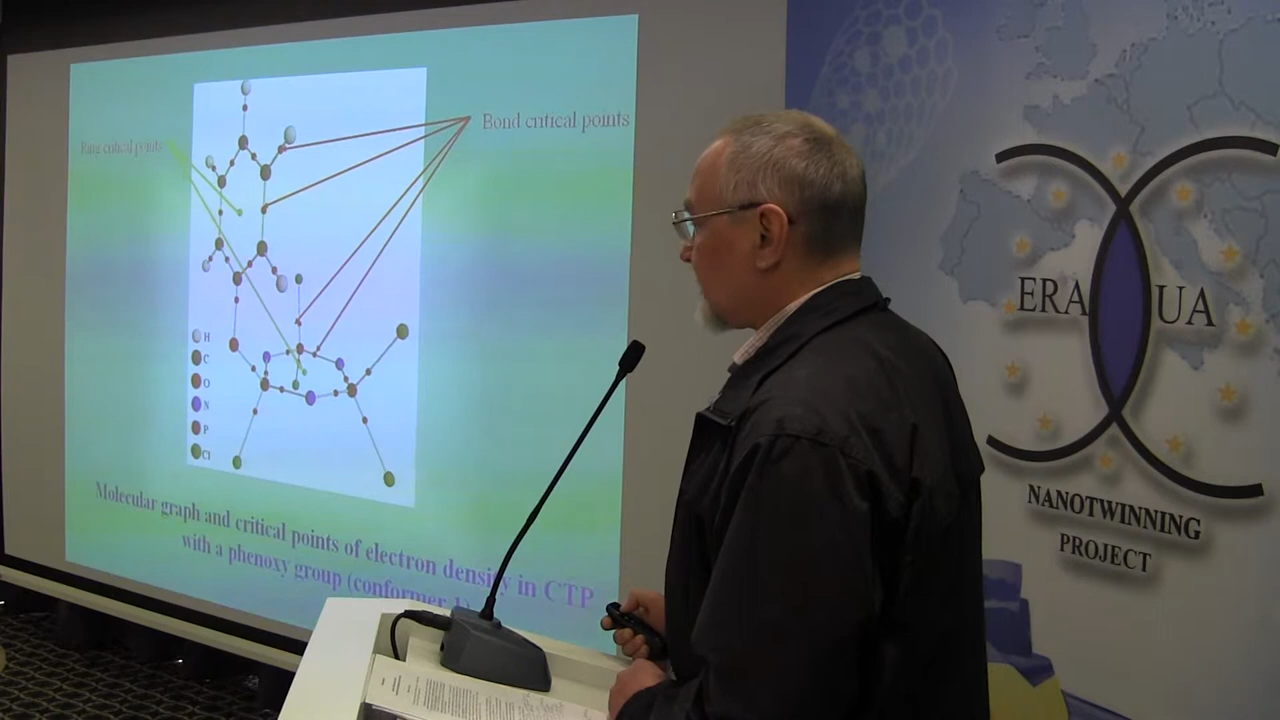 Bond critical points
Ring critical points
H
C
O
N
P
Cl
Molecular graph and critical points of electron density in CTP
with a phenoxy group (conformer 1)
ERA UA
NANOTWINNING
PROJECT